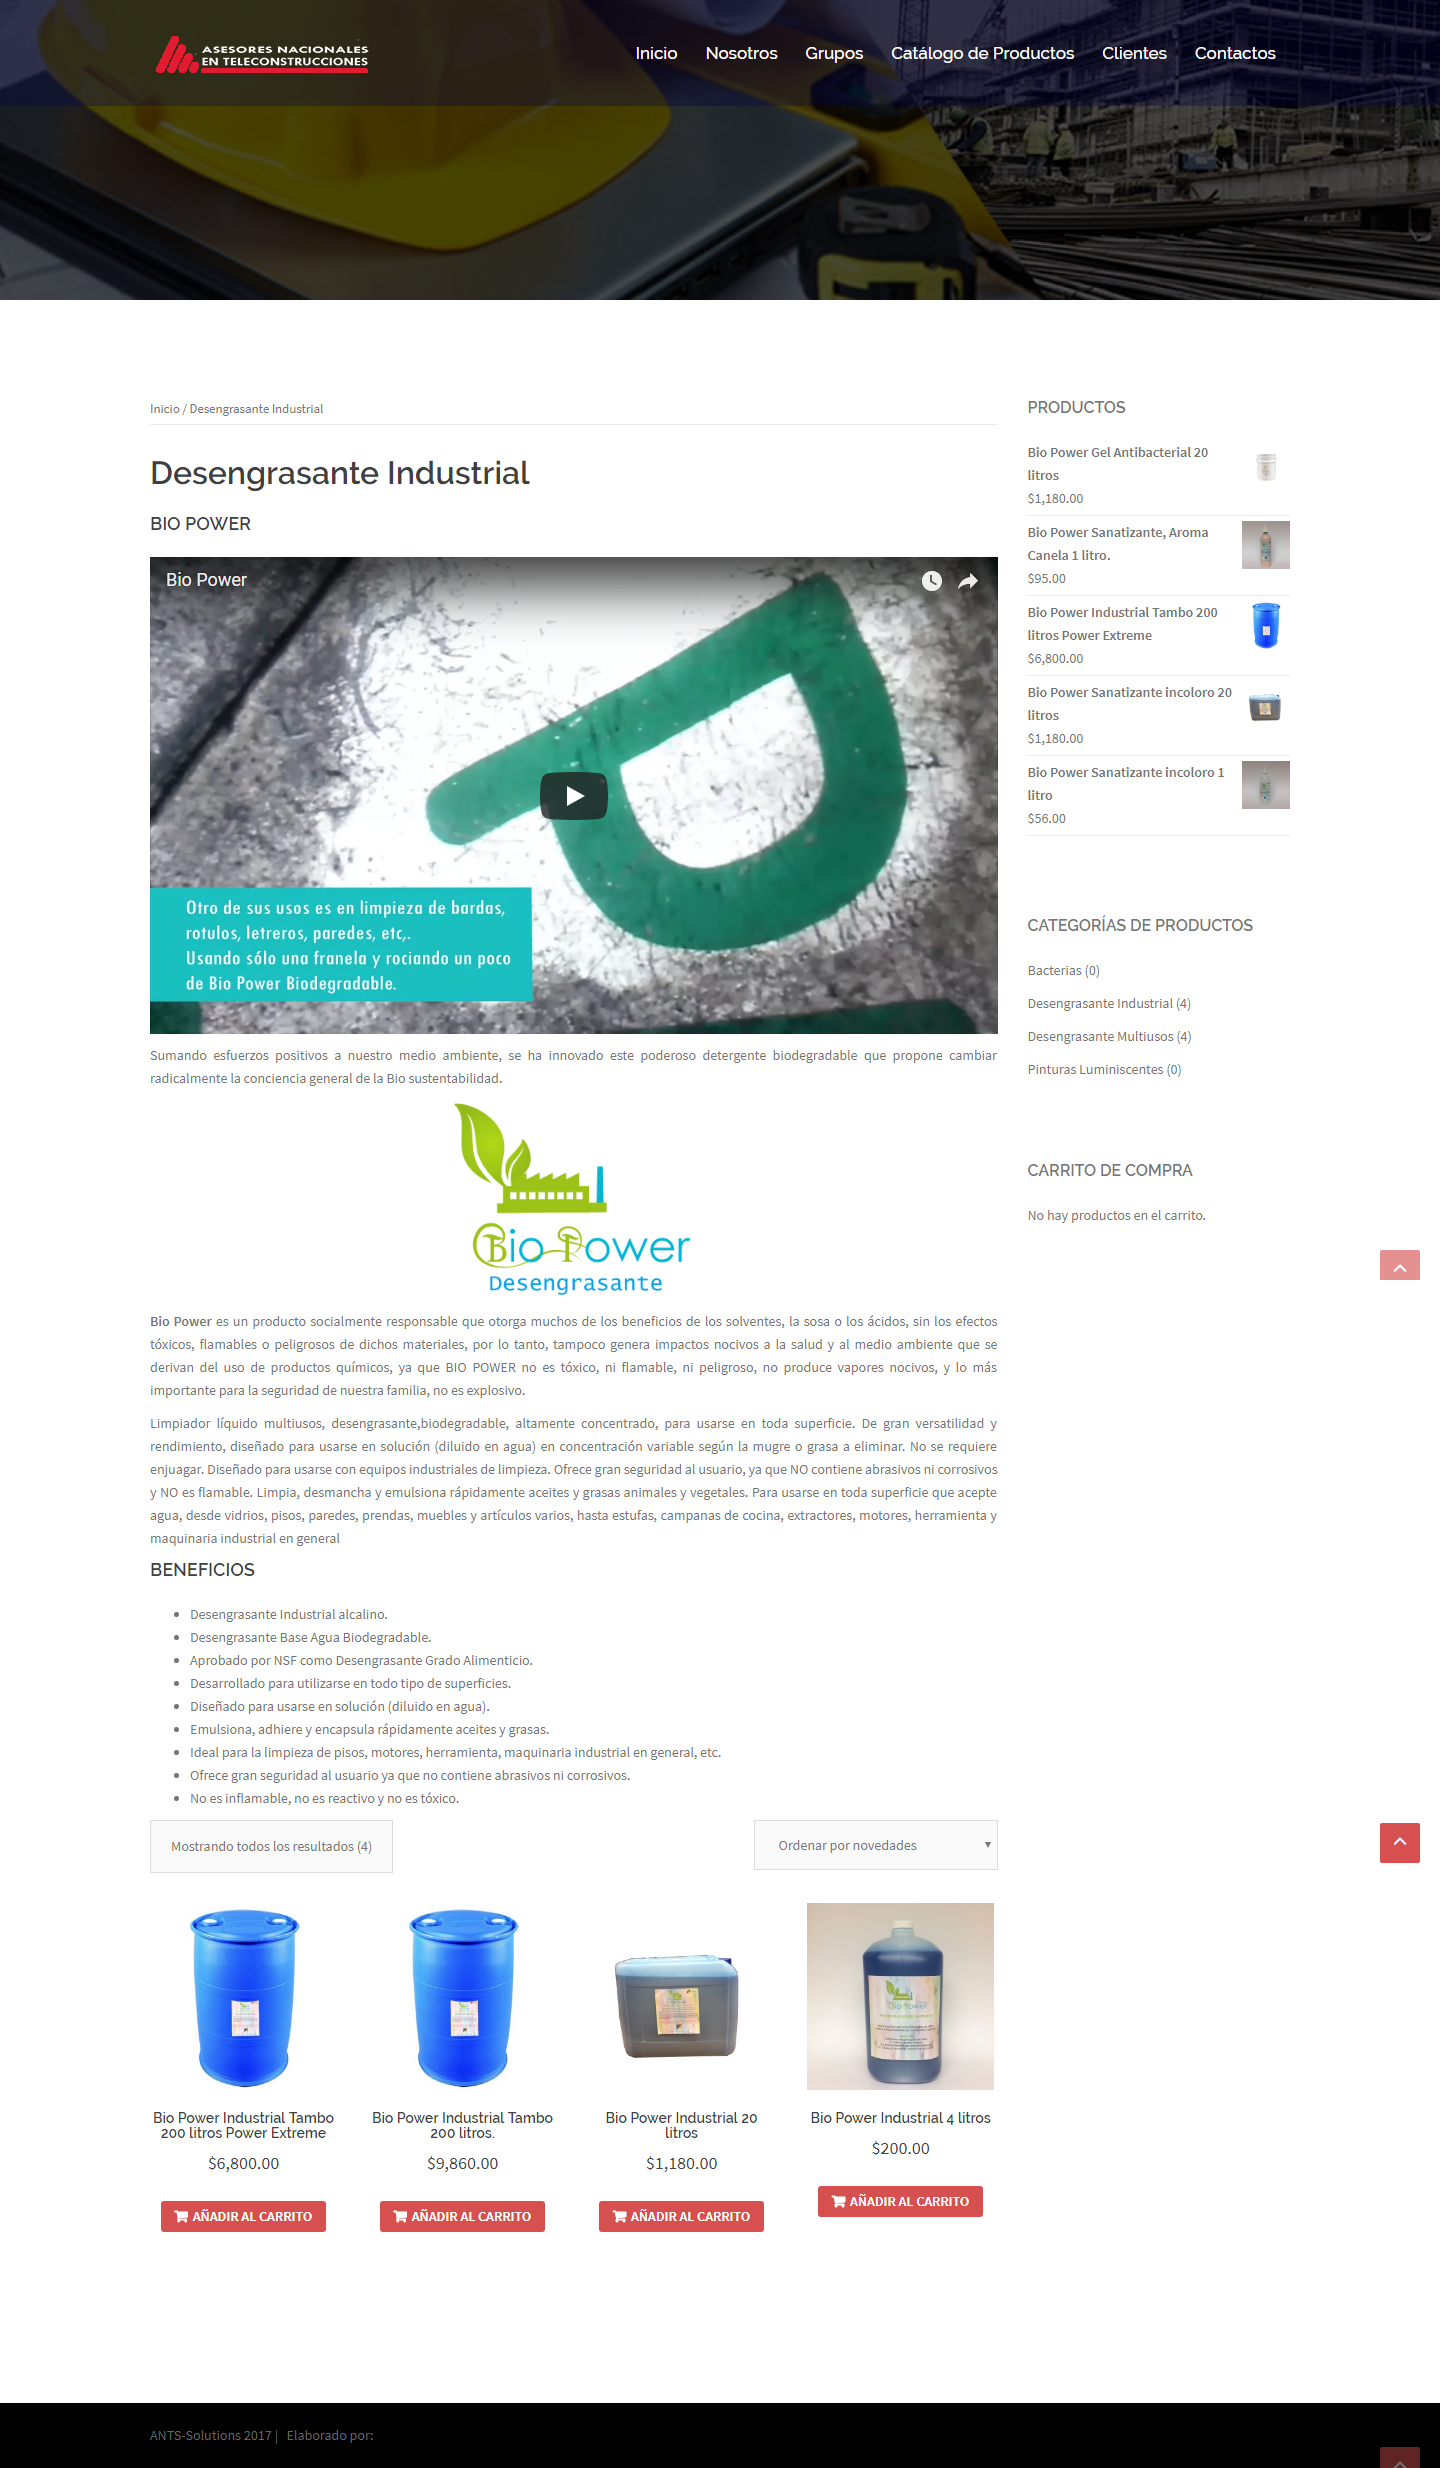 ASESORES NACIONALES
EN TELECONSTRUCCIONES
Inicio Nosotros Grupos Catálogo de Productos Clientes Contactos
Inicio / Desengrasante Industrial
Desengrasante Industrial
BIO POWER
Bio Power
Otro de sus usos es en limpieza de bardas,
rotulos, letreros, paredes, etc,.
Usando sólo una franela y rociando un poco
de Bio Power Biodegradable.
Sumando esfuerzos positivos a nuestro medio ambiente, se ha innovado este poderoso detergente biodegradable que propone cambiar
radicalmente la conciencia general de la Bio sustentabilidad.
Bio Power
Desengrasante
Bio Power es un producto socialmente responsable que otorga muchos de los beneficios de los solventes, la sosa o los ácidos, sin los efectos
tóxicos, flamables o peligrosos de dichos materiales, por lo tanto, tampoco genera impactos nocivos a la salud y al medio ambiente que se
derivan del uso de productos químicos, ya que BIO POWER no es tóxico, ni flamable, ni peligroso, no produce vapores nocivos, y lo más
importante para la seguridad de nuestra familia, no es explosivo.
Limpiador líquido multiusos, desengrasante,biodegradable, altamente concentrado, para usarse en toda superficie. De gran versatilidad y
rendimiento, diseñado para usarse en solución (diluido en agua) en concentración variable según la mugre o grasa a eliminar. No se requiere
enjuagar. Diseñado para usarse con equipos industriales de limpieza. Ofrece gran seguridad al usuario, ya que NO contiene abrasivos ni corrosivos
y NO es flamable. Limpia, desmancha y emulsiona rápidamente aceites y grasas animales y vegetales. Para usarse en toda superficie que acepte
agua, desde vidrios, pisos, paredes, prendas, muebles y artículos varios, hasta estufas, campanas de cocina, extractores, motores, herramienta y
maquinaria industrial en general
BENEFICIOS
Desengrasante Industrial alcalino.
Desengrasante Base Agua Biodegradable.
Aprobado por NSF como Desengrasante Grado Alimenticio.
Desarrollado para utilizarse en todo tipo de superficies.
Diseñado para usarse en solución (diluido en agua).
Emulsiona, adhiere y encapsula rápidamente aceites y grasas.
Ideal para la limpieza de pisos, motores, herramienta, maquinaria industrial en general, etc.
Ofrece gran seguridad al usuario ya que no contiene abrasivos ni corrosivos.
No es inflamable, no es reactivo y no es tóxico.
Mostrando todos los resultados (4)
Ordenar por novedades
Bio Power Industrial Tambo
200 litros Power Extreme
$6,800.00
AÑADIR AL CARRITO
Bio Power Industrial Tambo
200 litros.
$9,860.00
AÑADIR AL CARRITO
Bio Power Industrial 20
litros
$1,180.00
AÑADIR AL CARRITO
Bio Power
Bio Power Industrial 4 litros
$200.00
AÑADIR AL CARRITO
PRODUCTOS
Bio Power Gel Antibacterial 20
litros
$1,180.00
Bio Power Sanatizante, Aroma
Canela 1 litro.
$95.00
Bio Power Industrial Tambo 200
litros Power Extreme
$6,800.00
Bio Power Sanatizante incoloro 20
litros
$1,180.00
Bio Power Sanatizante incoloro 1
litro
$56.00
CATEGORÍAS DE PRODUCTOS
Bacterias (0)
Desengrasante Industrial (4)
Desengrasante Multiusos (4)
Pinturas Luminiscentes (0)
CARRITO DE COMPRA
No hay productos en el carrito.
ANTS-Solutions 2017 | Elaborado por: